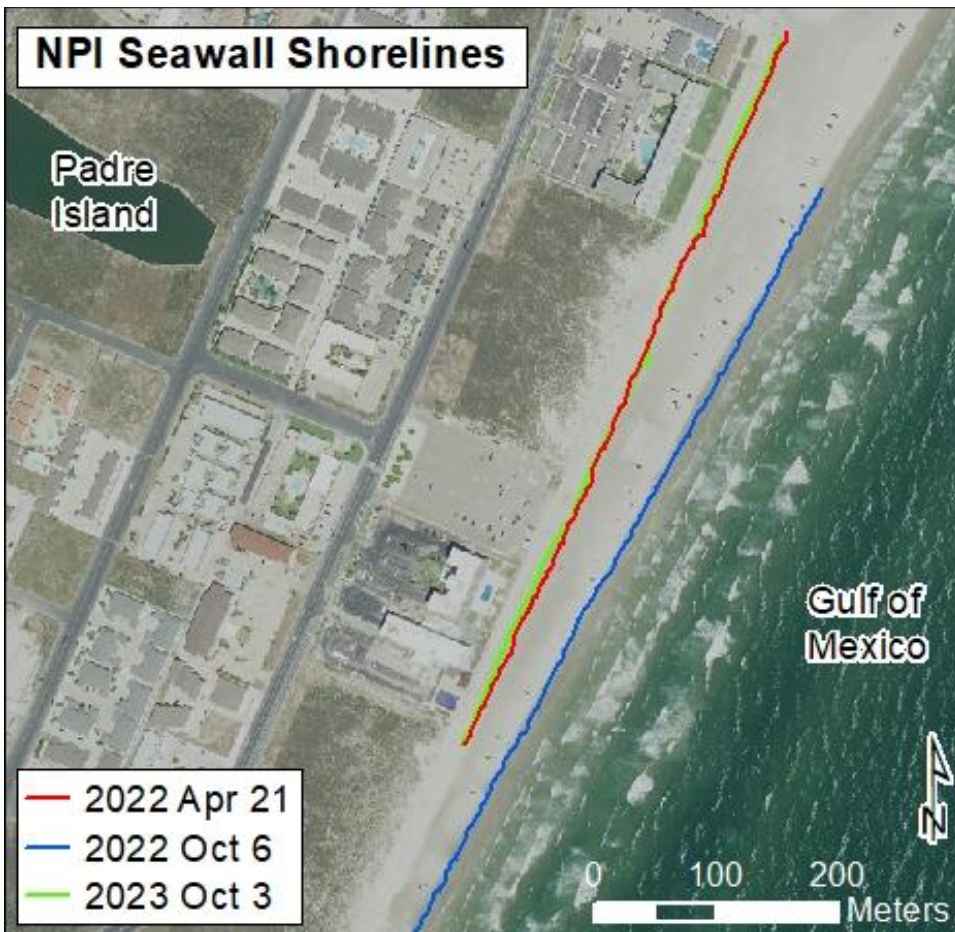 NPI Seawall Shorelines
Padre
Island
Gulf of
Mexico
N
2022 Apr 21
2022 Oct 6
2023 Oct 3
0 100 200
Meters